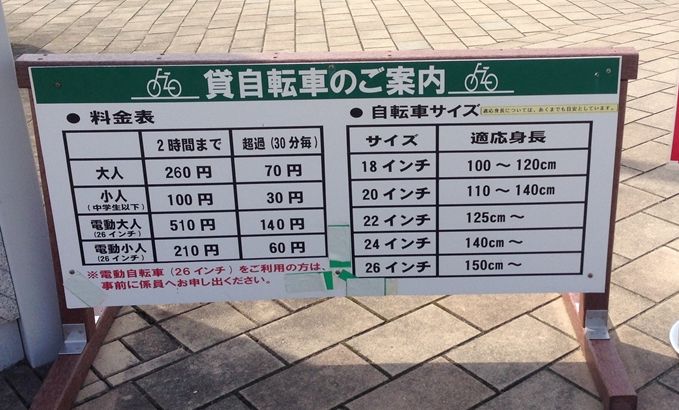 貸自転車のご案内
● 料金表
2時間まで 超過(30分毎)
大人 260円 70円
小人 (中学生以下) 100円 30円
電動大人 (26インチ) 510円 140円
電動小人 (26インチ) 210円 60円
※電動自転車(26インチ)をご利用の方は、
事前に係員へお申し出ください。
● 自転車サイズ 適応身長については、あくまでも目安としています。
サイズ 適応身長
18インチ 100～120cm
20インチ 110～140cm
22インチ 125cm～
24インチ 140cm～
26インチ 150cm～